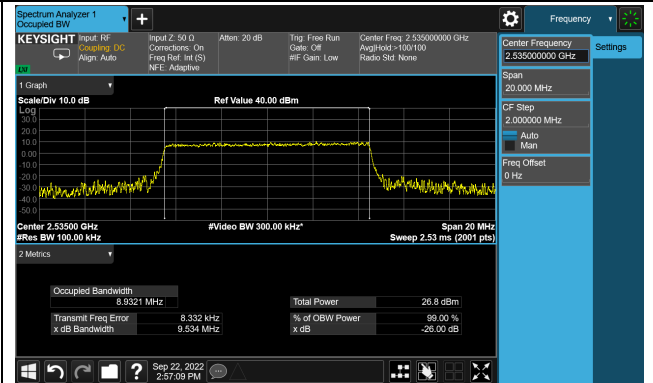 Spectrum Analyzer 1
Occupied BW
Frequency
KEYSIGHT
Input: RF
Coupling: DC
Align: Auto
Input Z: 50 Ω
Corrections: On
Freq Ref: Int (S)
NFE: Adaptive
Atten: 20 dB
Trig: Free Run
Gate: Off
#IF Gain: Low
Center Freq: 2.535000000 GHz
Avg|Hold:>100/100
Radio Std: None
LXI
1 Graph
Scale/Div 10.0 dB
Ref Value 40.00 dBm
Log
30.0
20.0
10.0
0.00
-10.0
-20.0
-30.0
-40.0
-50.0
Center 2.53500 GHz
#Video BW 300.00 kHz*
Span 20 MHz
#Res BW 100.00 kHz
Sweep 2.53 ms (2001 pts)
2 Metrics
Occupied Bandwidth
8.9321 MHz
Total Power 26.8 dBm
Transmit Freq Error 8.332 kHz
% of OBW Power 99.00 %
x dB Bandwidth 9.534 MHz
x dB -26.00 dB
Sep 22, 2022
2:57:09 PM
Center Frequency
2.535000000 GHz
Settings
Span
20.000 MHz
CF Step
2.000000 MHz
Auto
Man
Freq Offset
0 Hz